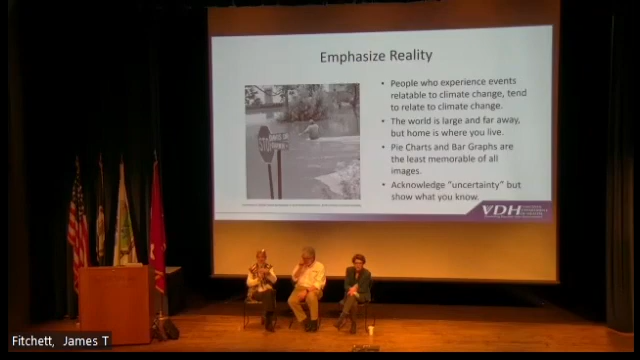 Emphasize Reality
• People who experience events
relatable to climate change, tend
to relate to climate change.
• The world is large and far away,
but home is where you live.
• Pie Charts and Bar Graphs are
the least memorable of all
images.
• Acknowledge "uncertainty" but
show what you know.
STOP
VDH
Fitchett, James T